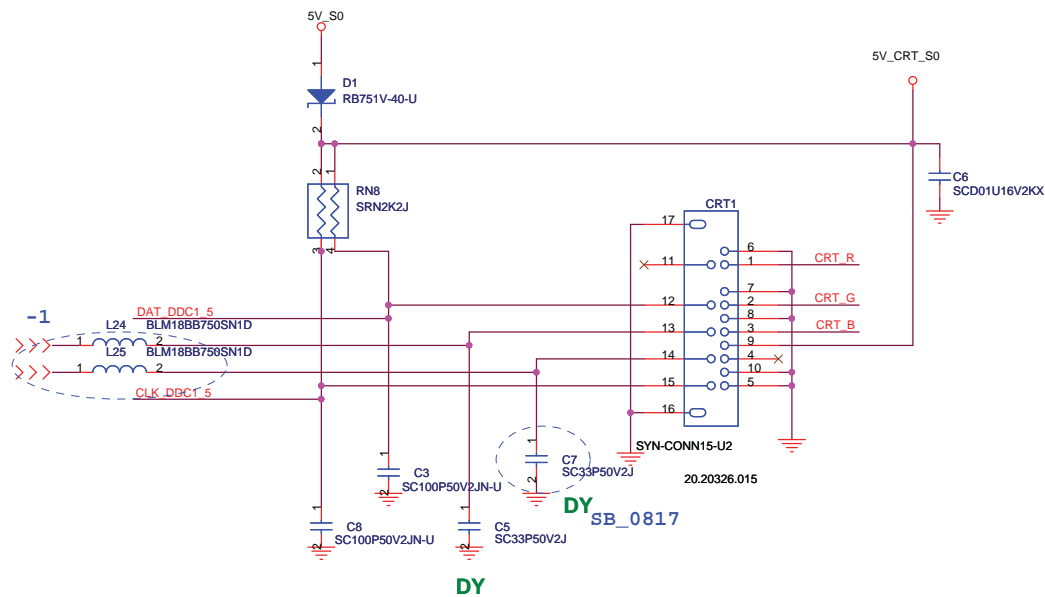 5V_S0
5V_CRT_S0
1
D1
RB751V-40-U
2
2 1
RN8
SRN2K2J
3 4
C6
SCD01U16V2KX
CRT1
17
6
11
1
CRT_R
7
12
2
CRT_G
8
13
3
CRT_B
9
14
4
10
15
5
16
SYN-CONN15-U2
20.20326.015
-1
DAT_DDC1_5
L24
BLM18BB750SN1D
1
2
L25
BLM18BB750SN1D
1
2
CLK_DDC1_5
1
C7
SC33P50V2J
2
DY
SB_0817
1
C3
SC100P50V2JN-U
2
1
C8
SC100P50V2JN-U
2
1
C5
SC33P50V2J
2
DY